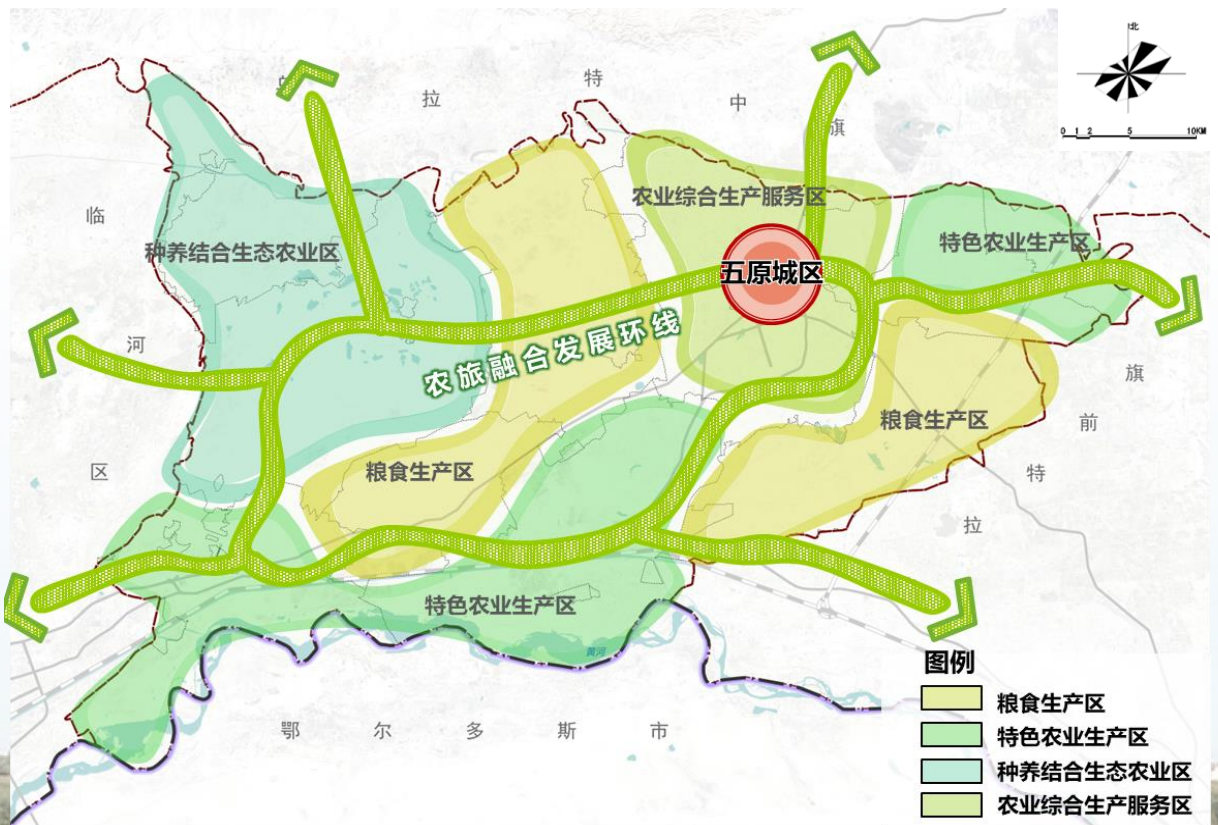 北
0 1 2 5 10KM
拉
特
中
旗
农业综合生产服务区
临
种养结合生态农业区
特色农业生产区
五原城区
河
农旅融合发展环线
旗
前
粮食生产区
区
粮食生产区
特
拉
特色农业生产区
黄河
鄂尔多斯市
图例
粮食生产区
特色农业生产区
种养结合生态农业区
农业综合生产服务区